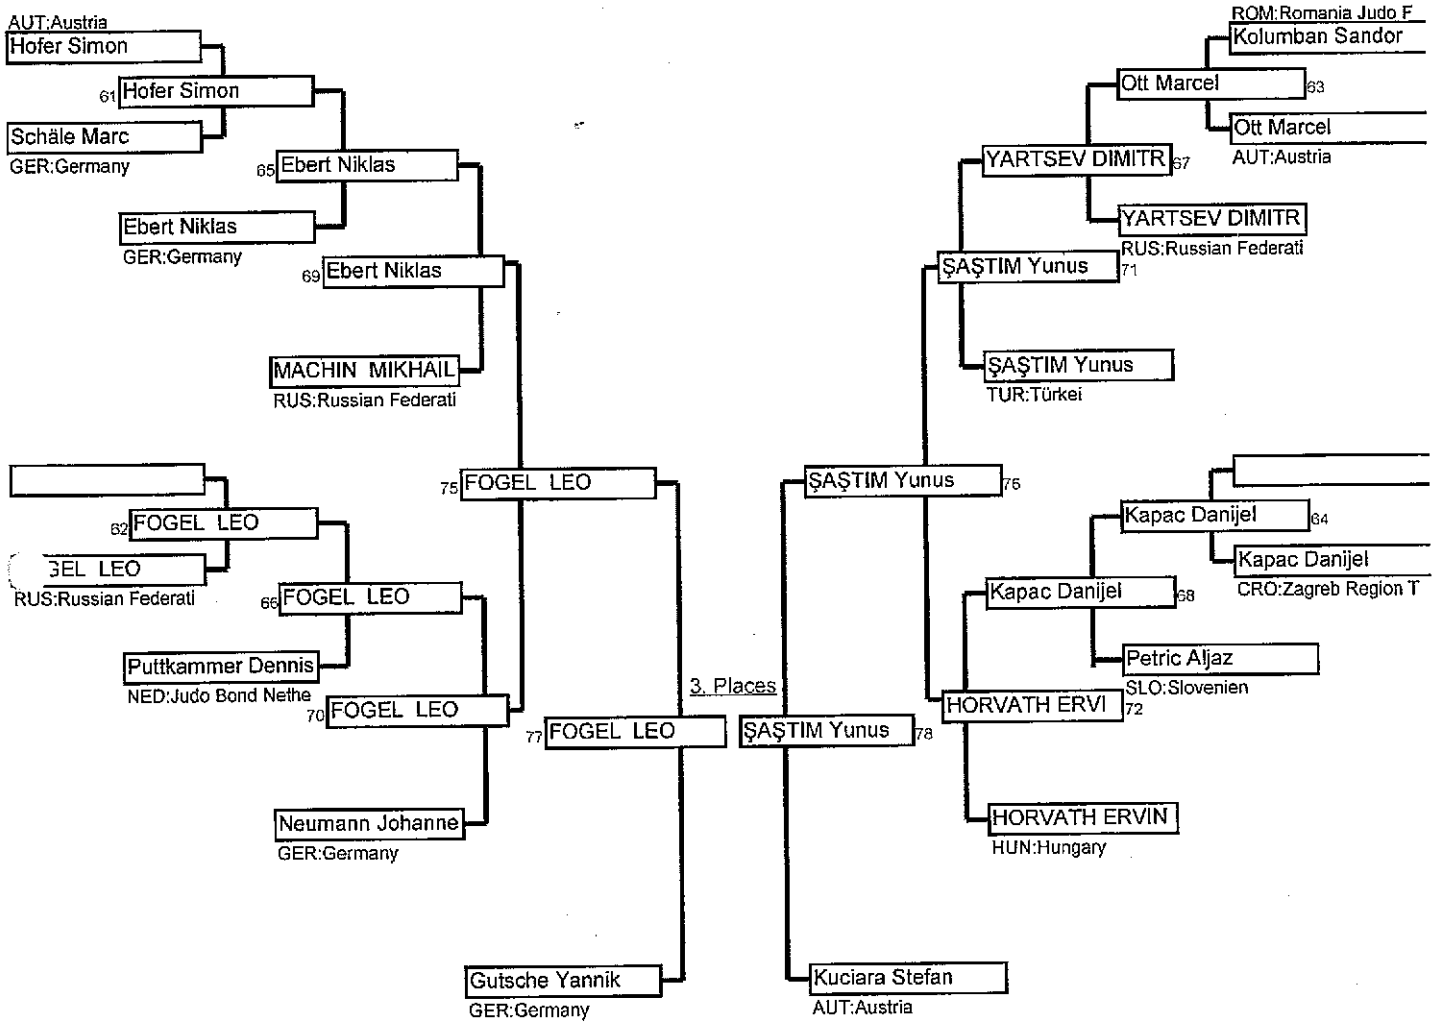 AUT:Austria
Hofer Simon
61 Hofer Simon
Schäle Marc
GER:Germany
65 Ebert Niklas
Ebert Niklas
GER:Germany
69 Ebert Niklas
MACHIN MIKHAIL
RUS:Russian Federati
75 FOGEL LEO
62 FOGEL LEO
GEL LEO
RUS:Russian Federati
66 FOGEL LEO
Puttkammer Dennis
NED:Judo Bond Nethe
70 FOGEL LEO
77 FOGEL LEO
Neumann Johanne
GER:Germany
Gutsche Yannik
GER:Germany
3. Places
ROM:Romania Judo F
Kolumban Sandor
Ott Marcel 63
Ott Marcel
AUT:Austria
YARTSEV DIMITR 67
YARTSEV DIMITR
RUS:Russian Federati
ŞAŞTIM Yunus 71
ŞAŞTIM Yunus
TUR:Türkei
ŞAŞTIM Yunus 76
Kapac Danijel 64
Kapac Danijel
CRO:Zagreb Region T
Kapac Danijel 68
Petric Aljaz
SLO:Slovenien
HORVATH ERVI 72
ŞAŞTIM Yunus 78
HORVATH ERVIN
HUN:Hungary
Kuciara Stefan
AUT:Austria